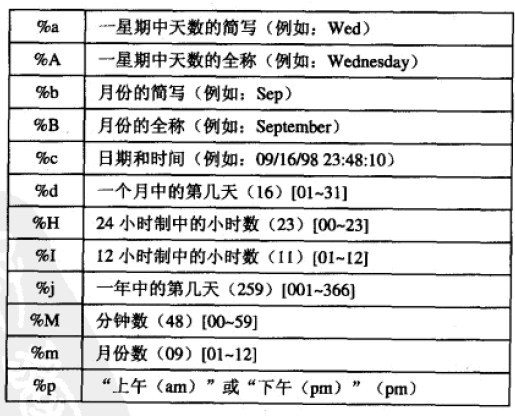 %a 一星期中天数的简写（例如：Wed）
%A 一星期中天数的全称（例如：Wednesday）
%b 月份的简写（例如：Sep）
%B 月份的全称（例如：September）
%c 日期和时间（例如：09/16/98 23:48:10）
%d 一个月中的第几天（16）[01~31]
%H 24 小时制中的小时数（23）[00~23]
%I 12 小时制中的小时数（11）[01~12]
%j 一年中的第几天（259）[001~366]
%M 分钟数（48）[00~59]
%m 月份数（09）[01~12]
%p “上午（am）”或“下午（pm）”（pm）